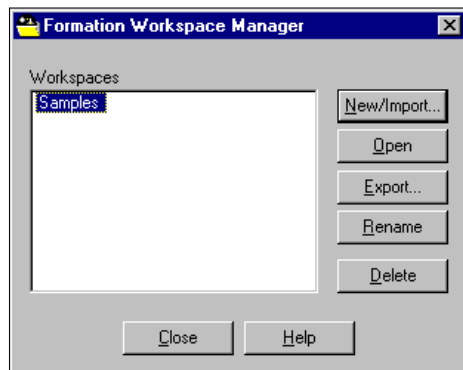 Formation Workspace Manager
Workspaces
Samples
New/Import...
Open
Export...
Rename
Delete
Close
Help